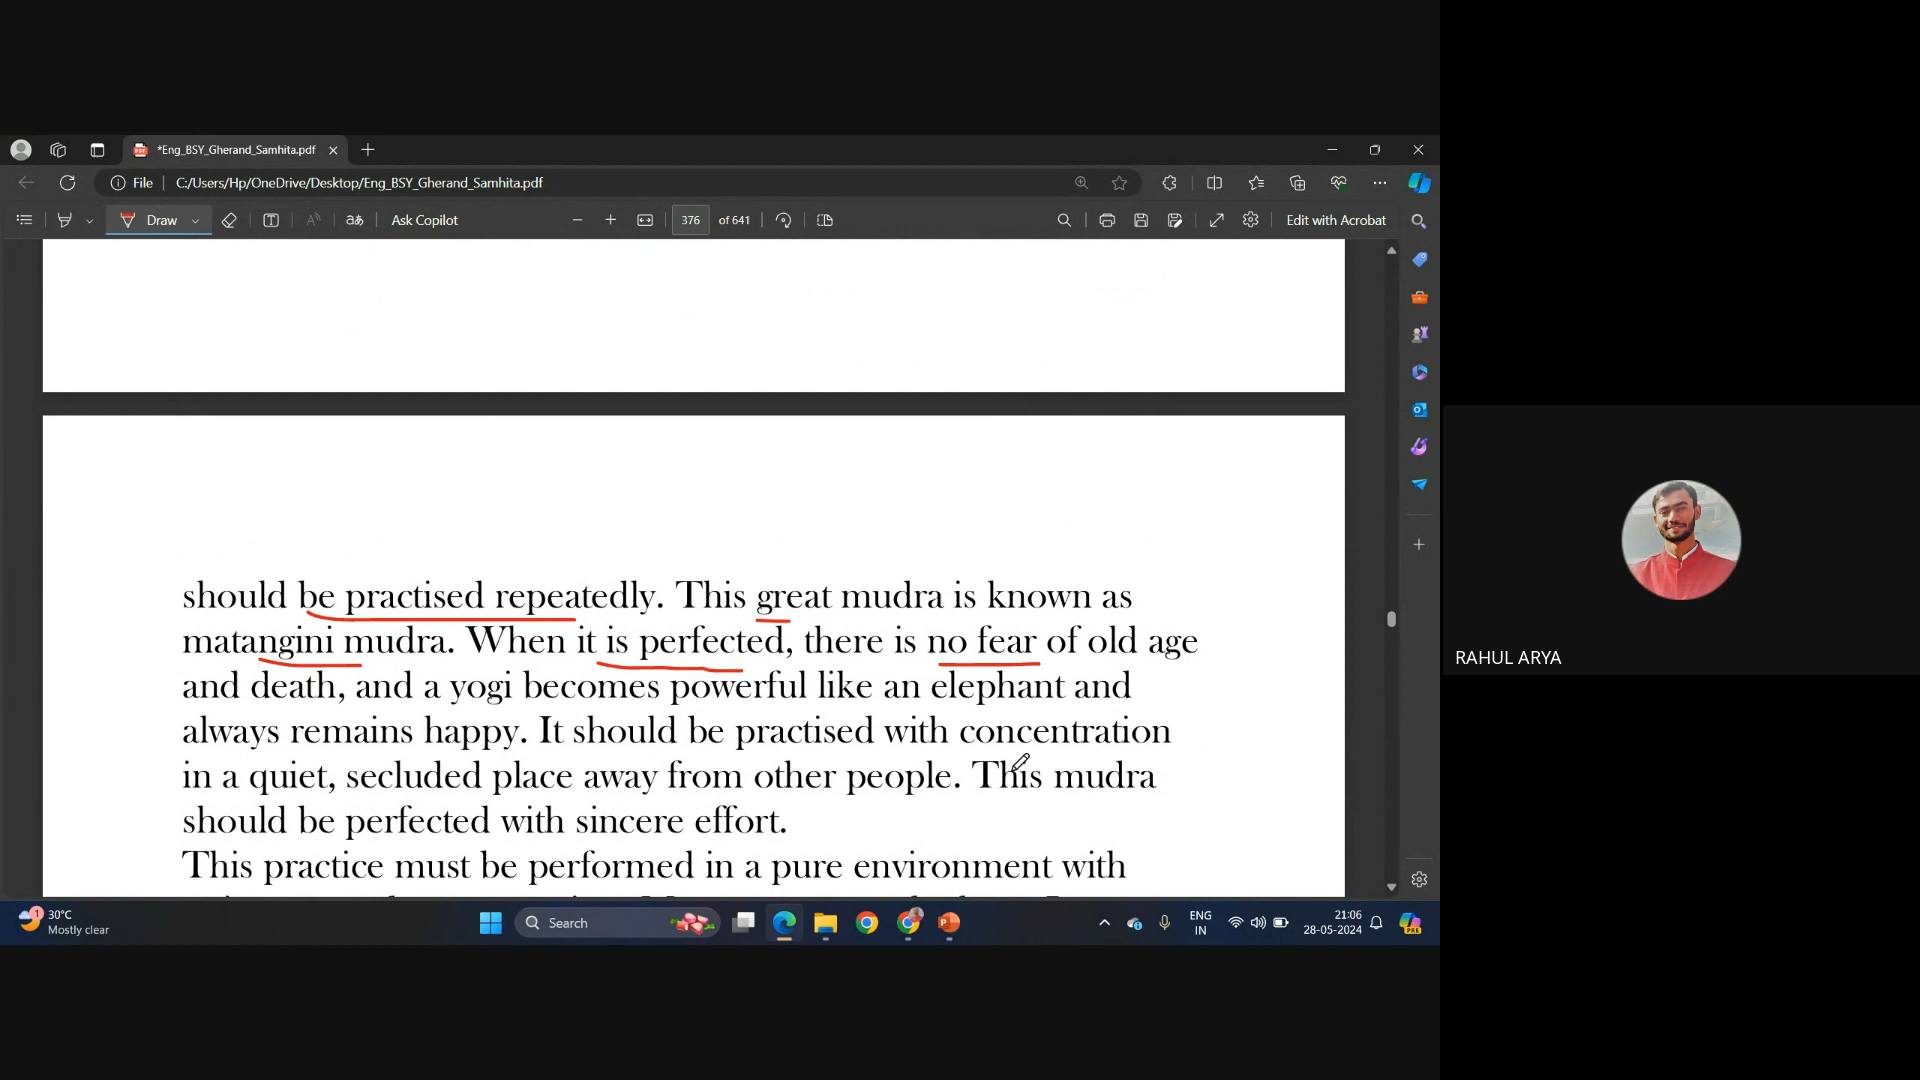 *Eng_BSY_Gherand_Samhita.pdf
File
C:/Users/Hp/OneDrive/Desktop/Eng_BSY_Gherand_Samhita.pdf
Draw
aあ
Ask Copilot
376
of 641
Edit with Acrobat
should be practised repeatedly. This great mudra is known as
matangini mudra. When it is perfected, there is no fear of old age
and death, and a yogi becomes powerful like an elephant and
always remains happy. It should be practised with concentration
in a quiet, secluded place away from other people. This mudra
should be perfected with sincere effort.
This practice must be performed in a pure environment with
RAHUL ARYA
1
30°C
Mostly clear
Search
ENG
IN
21:06
28-05-2024
PRE